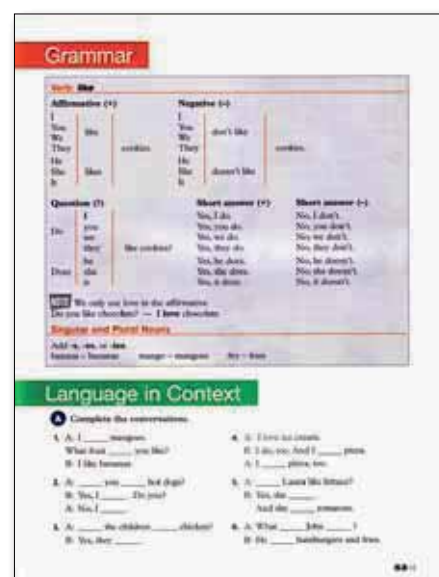 Grammar
Verb: like
Affirmative (+) Negative (–)
I I
You You
We like We don't like
They cookies. They cookies.
He He
She likes She doesn't like
It It
Question (?) Short answer (+) Short answer (–)
I Yes, I do. No, I don't.
Do you Yes, you do. No, you don't.
we Yes, we do. No, we don't.
they like cookies? Yes, they do. No, they don't.
he Yes, he does. No, he doesn't.
Does she Yes, she does. No, she doesn't.
it Yes, it does. No, it doesn't.
NOTE We only use love in the affirmative.
Do you like chocolate? — I love chocolate.
Singular and Plural Nouns
Add -s, -es, or -ies
banana – bananas mango – mangoes fry – fries
Language in Context
A Complete the conversations.
1. A: I _____ mangoes.
What fruit _____ you like?
B: I like bananas.
2. A: _____ you _____ hot dogs?
B: Yes, I _____. Do you?
A: No, I _____.
3. A: _____ the children _____ chicken?
B: Yes, they _____.
4. A: I love ice cream.
B: I do, too. And I _____ pizza.
A: I _____ pizza, too.
5. A: _____ Laura like lettuce?
B: Yes, she _____.
And she _____ tomatoes.
6. A: What _____ John _____?
B: He _____ hamburgers and fries.